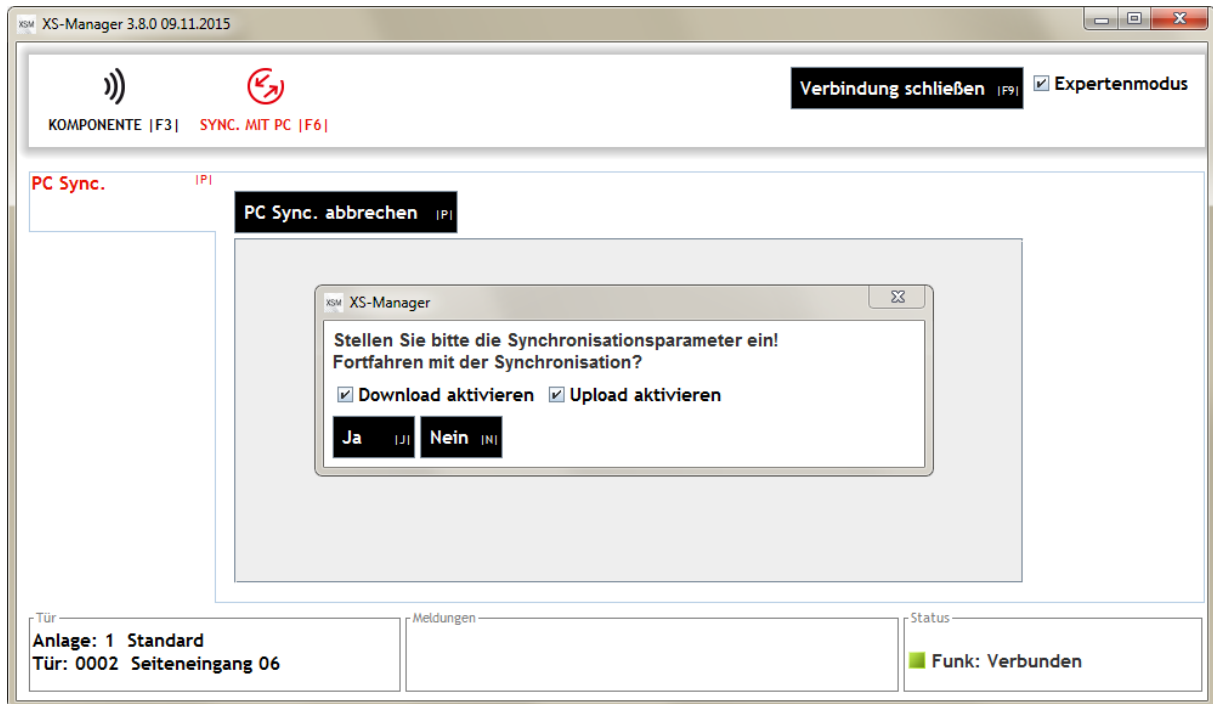 XSM XS-Manager 3.8.0 09.11.2015
Verbindung schließen |F9| Expertenmodus
KOMPONENTE |F3| SYNC. MIT PC |F6|
PC Sync. |P|
PC Sync. abbrechen |P|
XSM XS-Manager
Stellen Sie bitte die Synchronisationsparameter ein!
Fortfahren mit der Synchronisation?
Download aktivieren Upload aktivieren
Ja |J| Nein |N|
Tür
Anlage: 1 Standard
Tür: 0002 Seiteneingang 06
Meldungen
Status
Funk: Verbunden